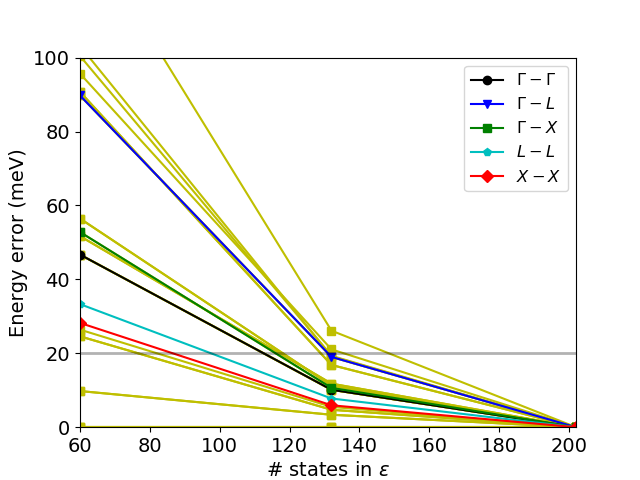 100
80
60
40
20
0
60
80
100
120
140
160
180
200
Energy error (meV)
# states in ε
Γ − Γ
Γ − L
Γ − X
L − L
X − X